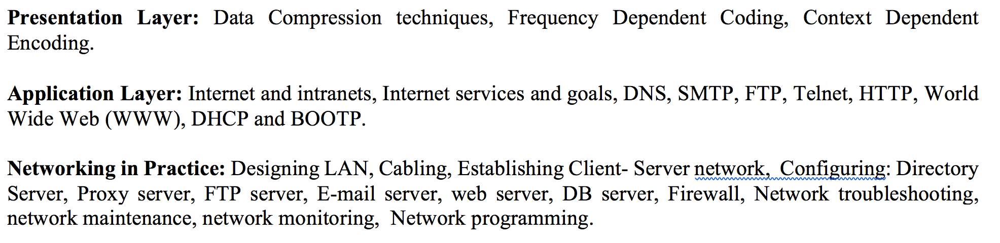 Presentation Layer: Data Compression techniques, Frequency Dependent Coding, Context Dependent
Encoding.
Application Layer: Internet and intranets, Internet services and goals, DNS, SMTP, FTP, Telnet, HTTP, World
Wide Web (WWW), DHCP and BOOTP.
Networking in Practice: Designing LAN, Cabling, Establishing Client- Server network,  Configuring: Directory
Server, Proxy server, FTP server, E-mail server, web server, DB server, Firewall, Network troubleshooting,
network maintenance, network monitoring,  Network programming.